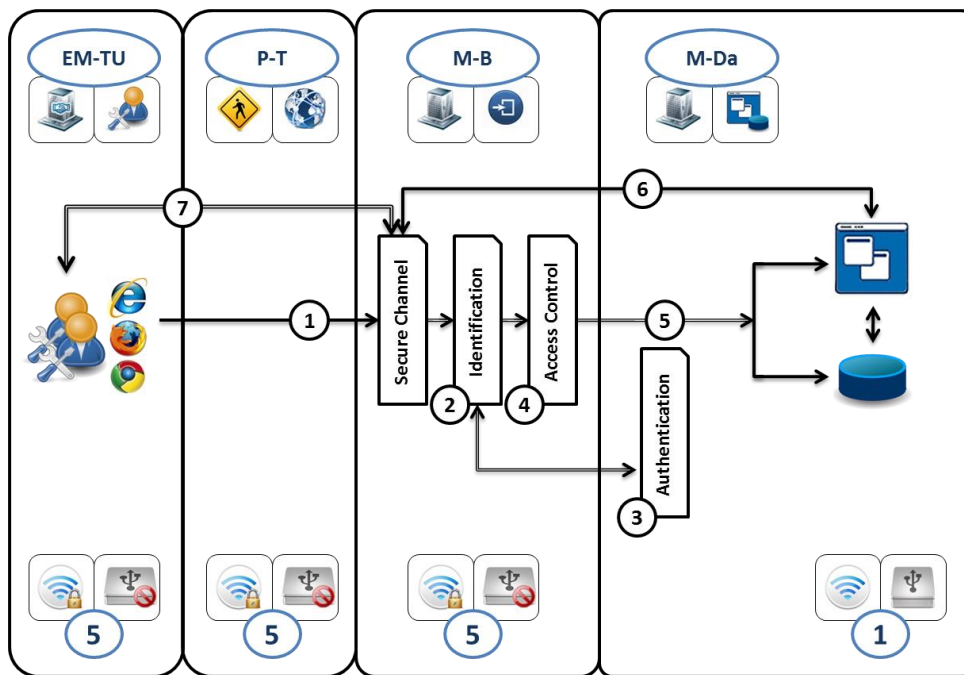 EM-TU
P-T
M-B
M-Da
7
6
1
Secure Channel
Identification
Access Control
5
2
4
Authentication
3
5
5
5
1